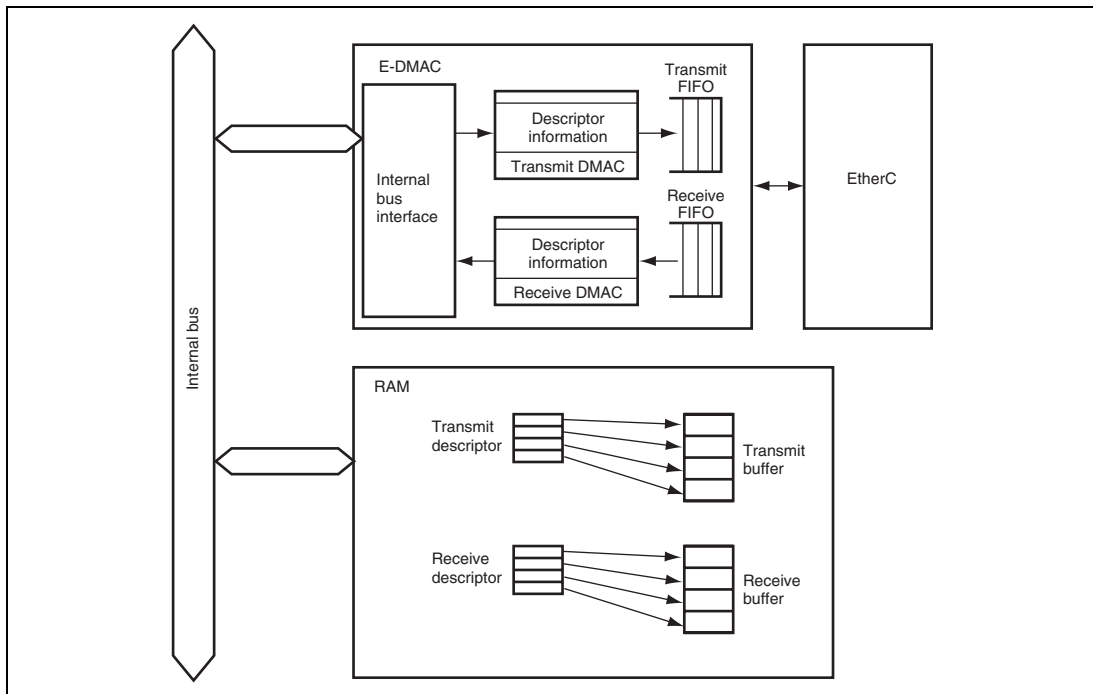 E-DMAC
Transmit
FIFO
Descriptor
information
Transmit DMAC
Internal
bus
interface
EtherC
Receive
FIFO
Descriptor
information
Receive DMAC
Internal bus
RAM
Transmit
descriptor
Transmit
buffer
Receive
descriptor
Receive
buffer